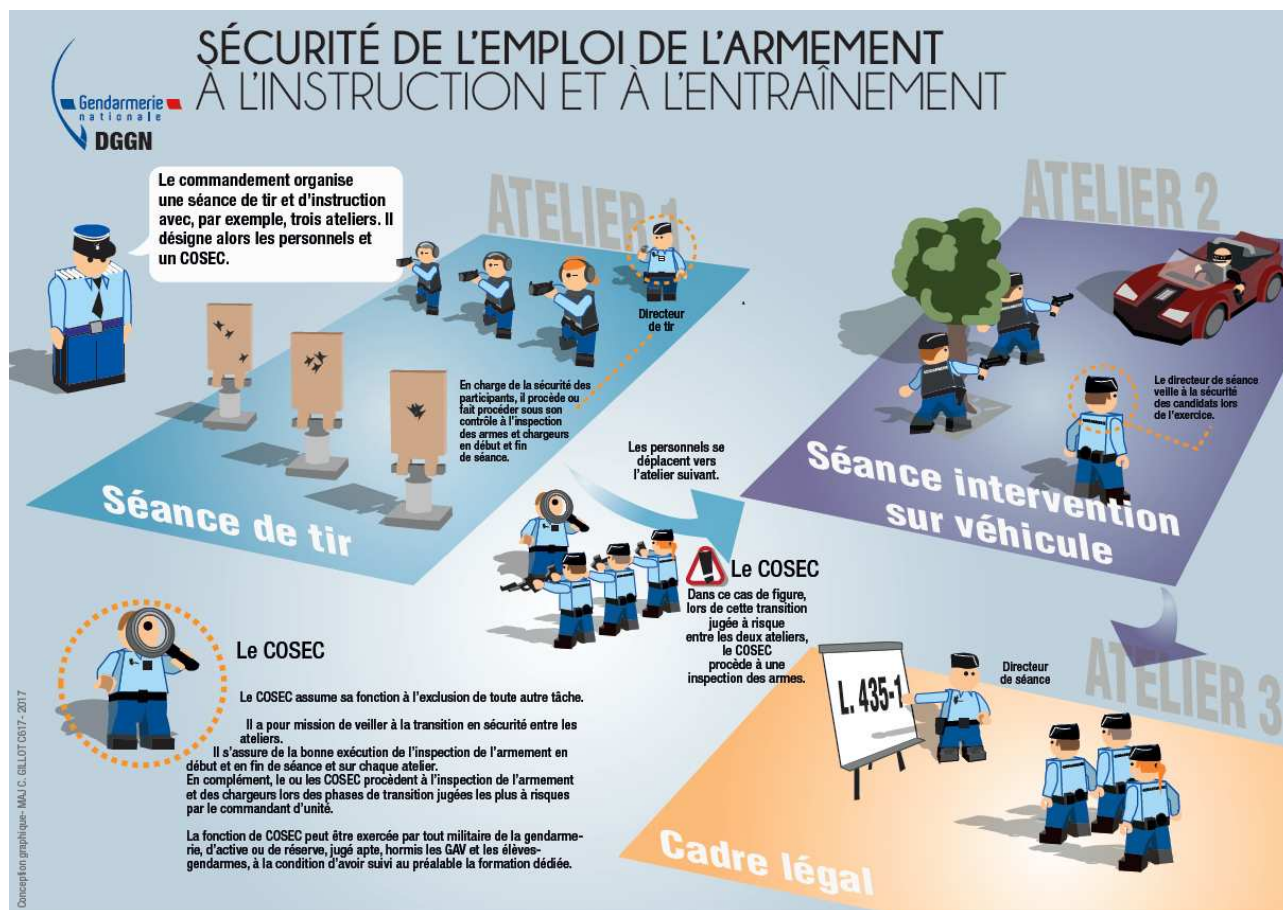 SÉCURITÉ DE L'EMPLOI DE L'ARMEMENT
À L'INSTRUCTION ET À L'ENTRAÎNEMENT
Gendarmerie
nationale
DGGN
Le commandement organise
une séance de tir et d'instruction
avec, par exemple, trois ateliers. Il
désigne alors les personnels et
un COSEC.
ATELIER 1
Directeur
de tir
En charge de la sécurité des
participants, il procède ou
fait procéder sous son
contrôle à l'inspection
des armes et chargeurs
en début et fin
de séance.
Séance de tir
ATELIER 2
Le directeur de séance
veille à la sécurité
des candidats lors
de l'exercice.
Séance intervention
sur véhicule
Les personnels se
déplacent vers
l'atelier suivant.
Le COSEC
Dans ce cas de figure,
lors de cette transition
jugée à risque
entre les deux ateliers,
le COSEC
procède à une
inspection des armes.
Le COSEC
Le COSEC assume sa fonction à l'exclusion de toute autre tâche.
Il a pour mission de veiller à la transition en sécurité entre les
ateliers.
Il s'assure de la bonne exécution de l'inspection de l'armement en
début et en fin de séance et sur chaque atelier.
En complément, le ou les COSEC procèdent à l'inspection de l'armement
et des chargeurs lors des phases de transition jugées les plus à risques
par le commandant d'unité.
La fonction de COSEC peut être exercée par tout militaire de la gendarme-
rie, d'active ou de réserve, jugé apte, hormis les GAV et les élèves-
gendarmes, à la condition d'avoir suivi au préalable la formation dédiée.
ATELIER 3
L. 435-1
Directeur
de séance
Cadre légal
Conception graphique- MAJ C. GILLOT C617 - 2017